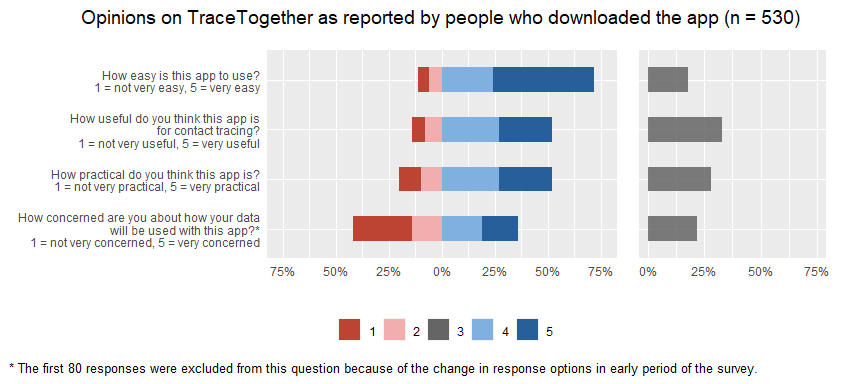 Opinions on TraceTogether as reported by people who downloaded the app (n = 530)
How easy is this app to use?
1 = not very easy, 5 = very easy
How useful do you think this app is
for contact tracing?
1 = not very useful, 5 = very useful
How practical do you think this app is?
1 = not very practical, 5 = very practical
How concerned are you about how your data
will be used with this app?*
1 = not very concerned, 5 = very concerned
75% 50% 25% 0% 25% 50% 75% 0% 25% 50% 75%
1 2 3 4 5
* The first 80 responses were excluded from this question because of the change in response options in early period of the survey.